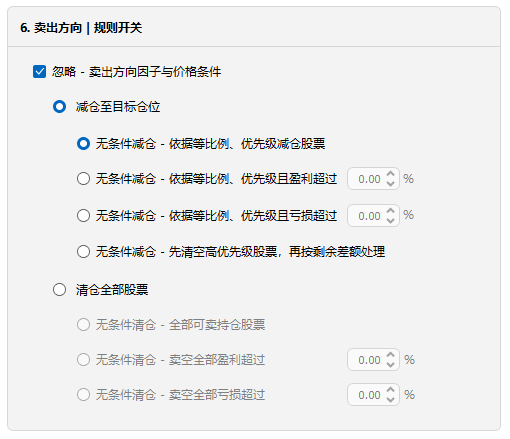 6. 卖出方向 | 规则开关
忽略 - 卖出方向因子与价格条件
减仓至目标仓位
无条件减仓 - 依据等比例、优先级减仓股票
无条件减仓 - 依据等比例、优先级且盈利超过 0.00 %
无条件减仓 - 依据等比例、优先级且亏损超过 0.00 %
无条件减仓 - 先清空高优先级股票，再按剩余差额处理
清仓全部股票
无条件清仓 - 全部可卖持仓股票
无条件清仓 - 卖空全部盈利超过 0.00 %
无条件清仓 - 卖空全部亏损超过 0.00 %